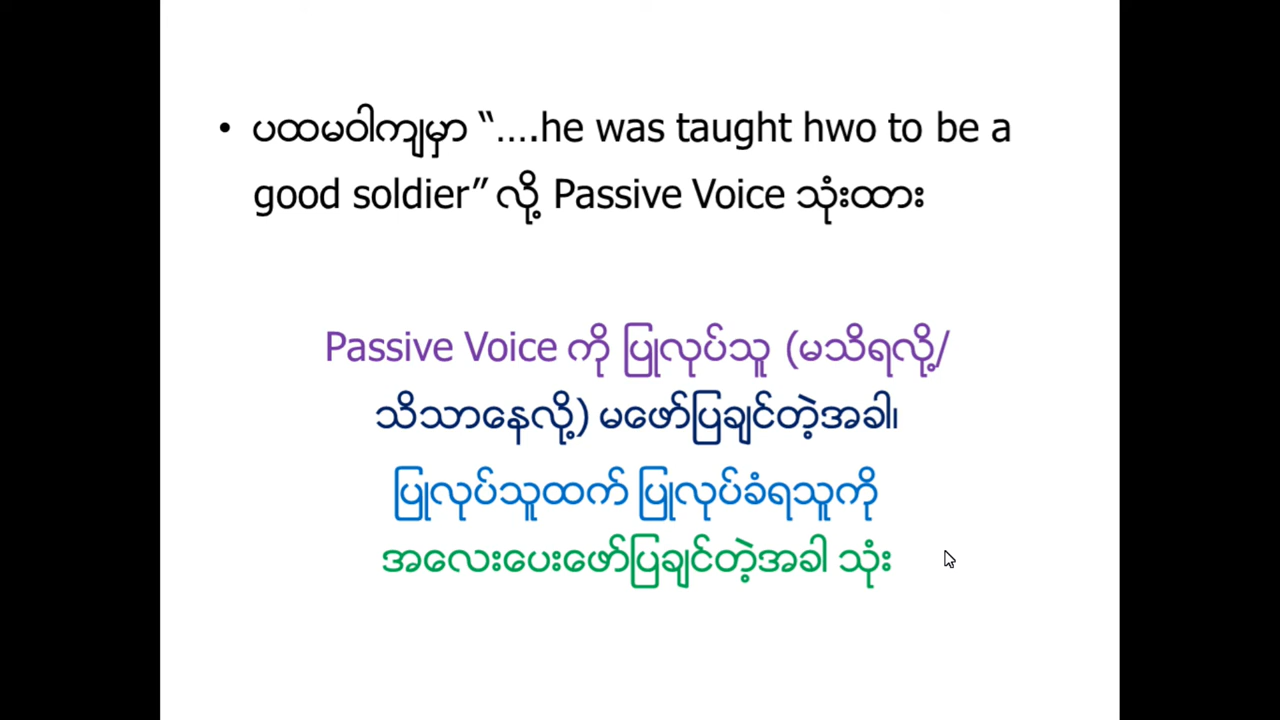 • ပထမဝါကျမှာ “….he was taught hwo to be a
good soldier” လို့ Passive Voice သုံးထား
Passive Voice ကို ပြုလုပ်သူ (မသိရလို့/
သိသာနေလို့) မဖော်ပြချင်တဲ့အခါ၊
ပြုလုပ်သူထက် ပြုလုပ်ခံရသူကို
အလေးပေးဖော်ပြချင်တဲ့အခါ သုံး